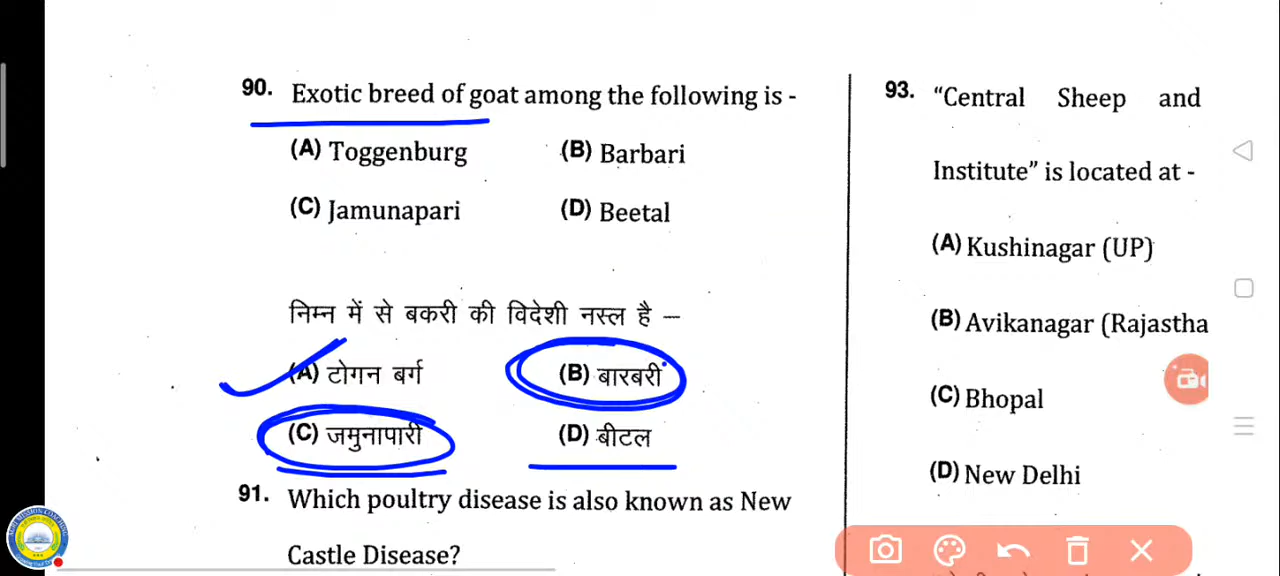 90. Exotic breed of goat among the following is -
(A) Toggenburg (B) Barbari
(C) Jamunapari (D) Beetal
निम्न में से बकरी की विदेशी नस्ल है –
(A) टोगन बर्ग (B) बारबरी
(C) जमुनापारी (D) बीटल
91. Which poultry disease is also known as New
Castle Disease?
93. "Central Sheep and
Institute" is located at -
(A) Kushinagar (UP)
(B) Avikanagar (Rajastha
(C) Bhopal
(D) New Delhi